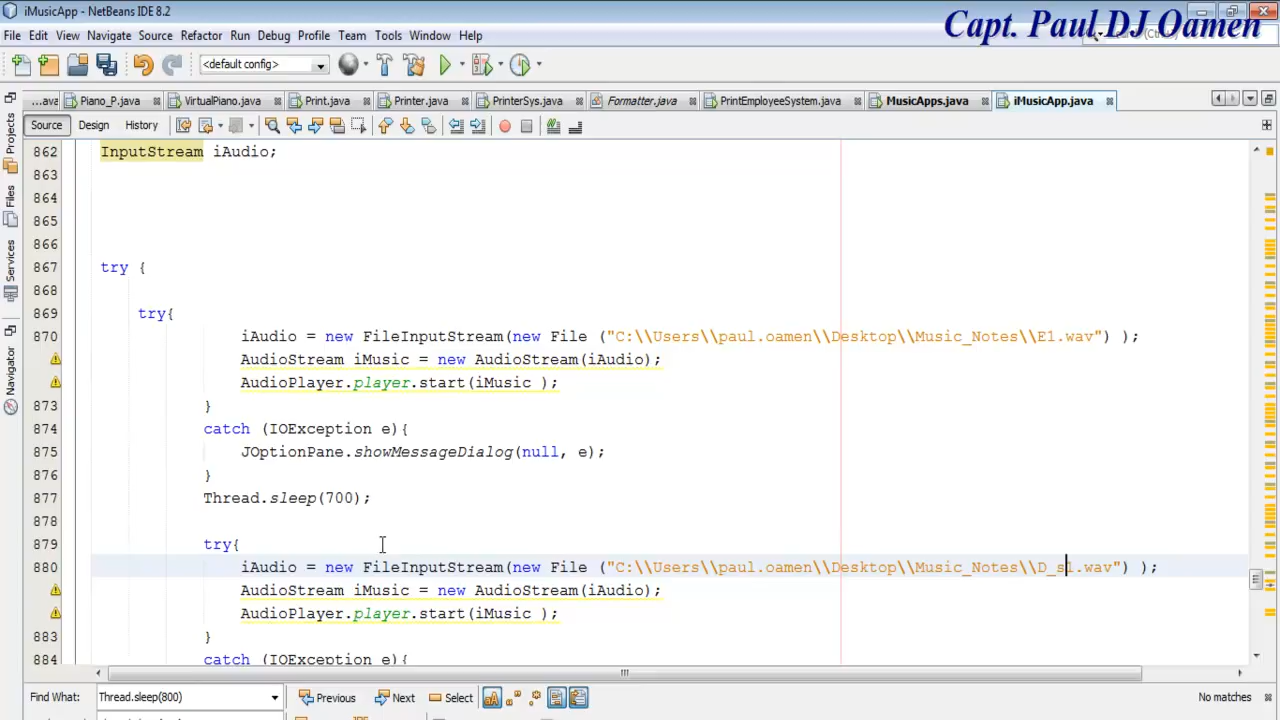 iMusicApp - NetBeans IDE 8.2
Capt. Paul DJ Oamen
File Edit View Navigate Source Refactor Run Debug Profile Team Tools Window Help
<default config>
...ava Piano_P.java VirtualPiano.java Print.java Printer.java PrinterSys.java Formatter.java PrintEmployeeSystem.java MusicApps.java iMusicApp.java
Source Design History
Projects
Files
Services
Navigator
862 InputStream iAudio;
863
864
865
866
867 try {
868
869 try{
870 iAudio = new FileInputStream(new File ("C:\\Users\\paul.oamen\\Desktop\\Music_Notes\\E1.wav") );
AudioStream iMusic = new AudioStream(iAudio);
AudioPlayer.player.start(iMusic );
873 }
874 catch (IOException e){
875 JOptionPane.showMessageDialog(null, e);
876 }
877 Thread.sleep(700);
878
879 try{
880 iAudio = new FileInputStream(new File ("C:\\Users\\paul.oamen\\Desktop\\Music_Notes\\D_s1.wav") );
AudioStream iMusic = new AudioStream(iAudio);
AudioPlayer.player.start(iMusic );
883 }
884 catch (IOException e){
Find What: Thread.sleep(800) Previous Next Select No matches